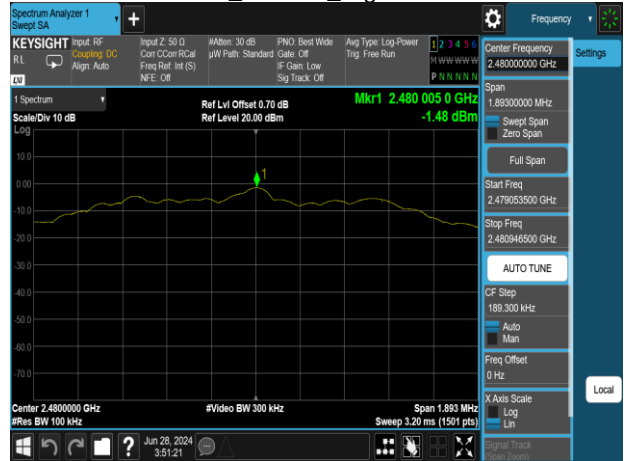 Spectrum Analyzer 1
Swept SA
Frequency
KEYSIGHT
Input: RF
Coupling: DC
Align: Auto
Input Z: 50 Ω
Corr CCorr RCal
Freq Ref: Int (S)
NFE: Off
#Atten: 30 dB
µW Path: Standard
PNO: Best Wide
Gate: Off
IF Gain: Low
Sig Track: Off
Avg Type: Log-Power
Trig: Free Run
1 2 3 4 5 6
M W W W W W
P N N N N N
R L
LXI
1 Spectrum
Scale/Div 10 dB
Log
Ref Lvl Offset 0.70 dB
Ref Level 20.00 dBm
Mkr1 2.480 005 0 GHz
-1.48 dBm
1
10.0
0.00
-10.0
-20.0
-30.0
-40.0
-50.0
-60.0
-70.0
Center 2.4800000 GHz
#Video BW 300 kHz
Span 1.893 MHz
#Res BW 100 kHz
Sweep 3.20 ms (1501 pts)
Jun 28, 2024
3:51:21
Center Frequency
2.480000000 GHz
Settings
Span
1.89300000 MHz
Swept Span
Zero Span
Full Span
Start Freq
2.479053500 GHz
Stop Freq
2.480946500 GHz
AUTO TUNE
CF Step
189.300 kHz
Auto
Man
Freq Offset
0 Hz
X Axis Scale
Log
Lin
Local
Signal Track
(Span Zoom)